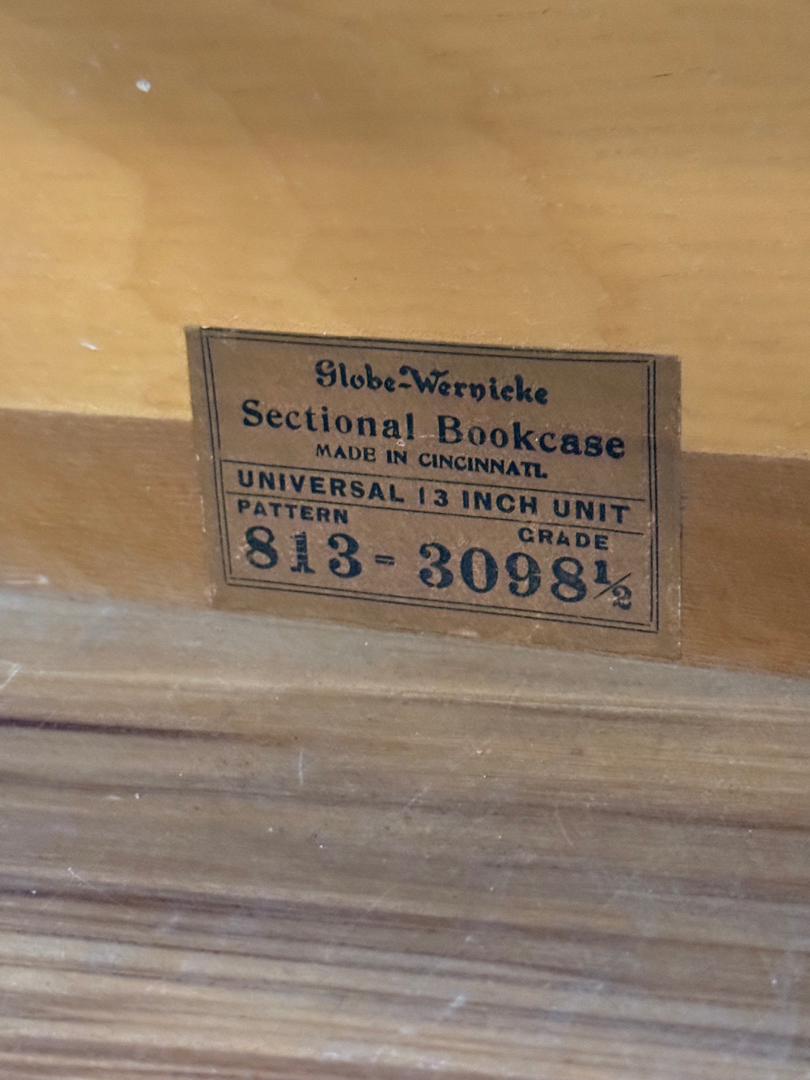 Globe-Wernicke
Sectional Bookcase
MADE IN CINCINNATI.
UNIVERSAL 13 INCH UNIT
PATTERN GRADE
813 - 3098½